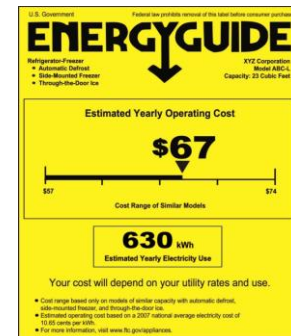 U.S. Government Federal law prohibits removal of this label before consumer purchase
ENERGYGUIDE
Refrigerator-Freezer XYZ Corporation
• Automatic Defrost Model ABC-L
• Side-Mounted Freezer Capacity: 23 Cubic Feet
• Through-the-Door Ice
Estimated Yearly Operating Cost
$67
$57 $74
Cost Range of Similar Models
630 kWh
Estimated Yearly Electricity Use
Your cost will depend on your utility rates and use.
• Cost range based only on models of similar capacity with automatic defrost,
side-mounted freezer, and through-the-door ice.
• Estimated operating cost based on a 2007 national average electricity cost of
10.65 cents per kWh.
• For more information, visit www.ftc.gov/appliances.